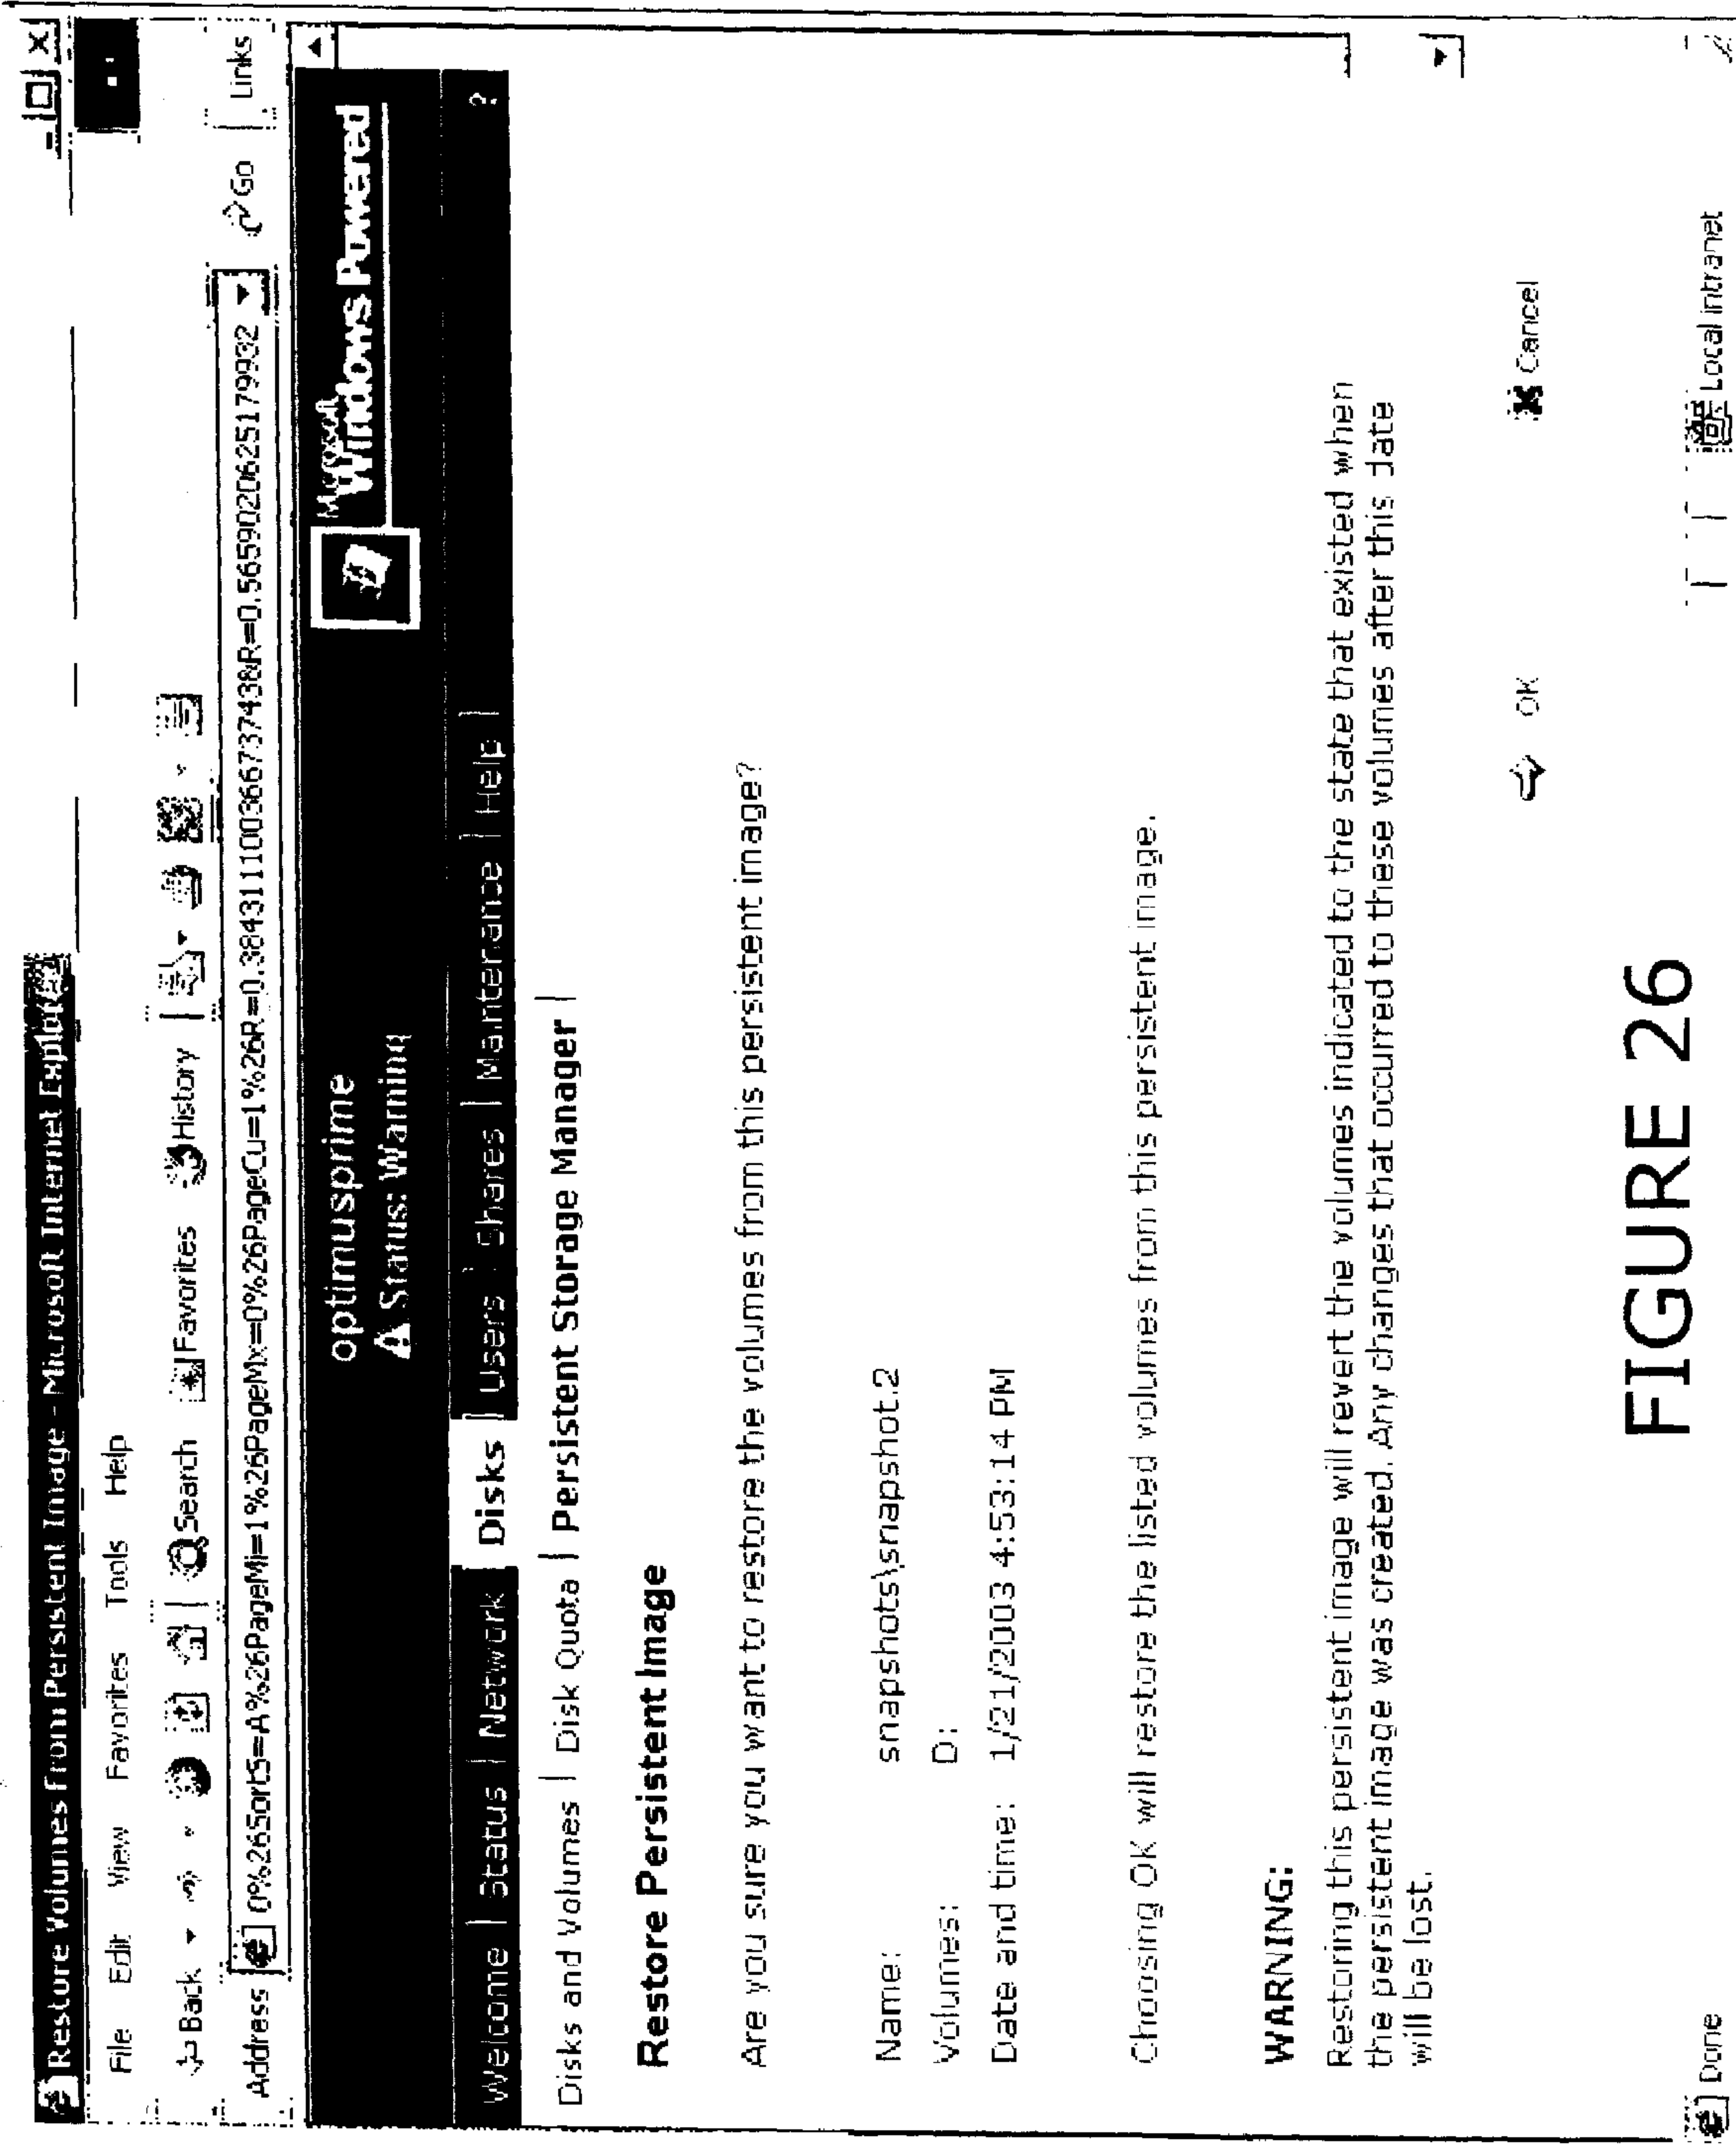 Restore Volumes from Persistent Image - Microsoft Internet Explorer
File Edit View Favorites Tools Help
Back Search Favorites History
Address 0%26SortS=A%26PageMi=1%26PageMx=0%26PageCu=1%26R=0.3843111003667374&R=0.5659020625179932 Go Links
optimusprime
Status: Warning
Microsoft
Windows Powered
Welcome | Status | Network | Disks | Users | Shares | Maintenance | Help | ?
Disks and Volumes | Disk Quota | Persistent Storage Manager |
Restore Persistent Image
Are you sure you want to restore the volumes from this persistent image?
Name: snapshots\snapshot.2
Volumes: D:
Date and time: 1/21/2003 4:53:14 PM
Choosing OK will restore the listed volumes from this persistent image.
WARNING:
Restoring this persistent image will revert the volumes indicated to the state that existed when
the persistent image was created. Any changes that occurred to these volumes after this date
will be lost.
OK Cancel
Done Local intranet
FIGURE 26